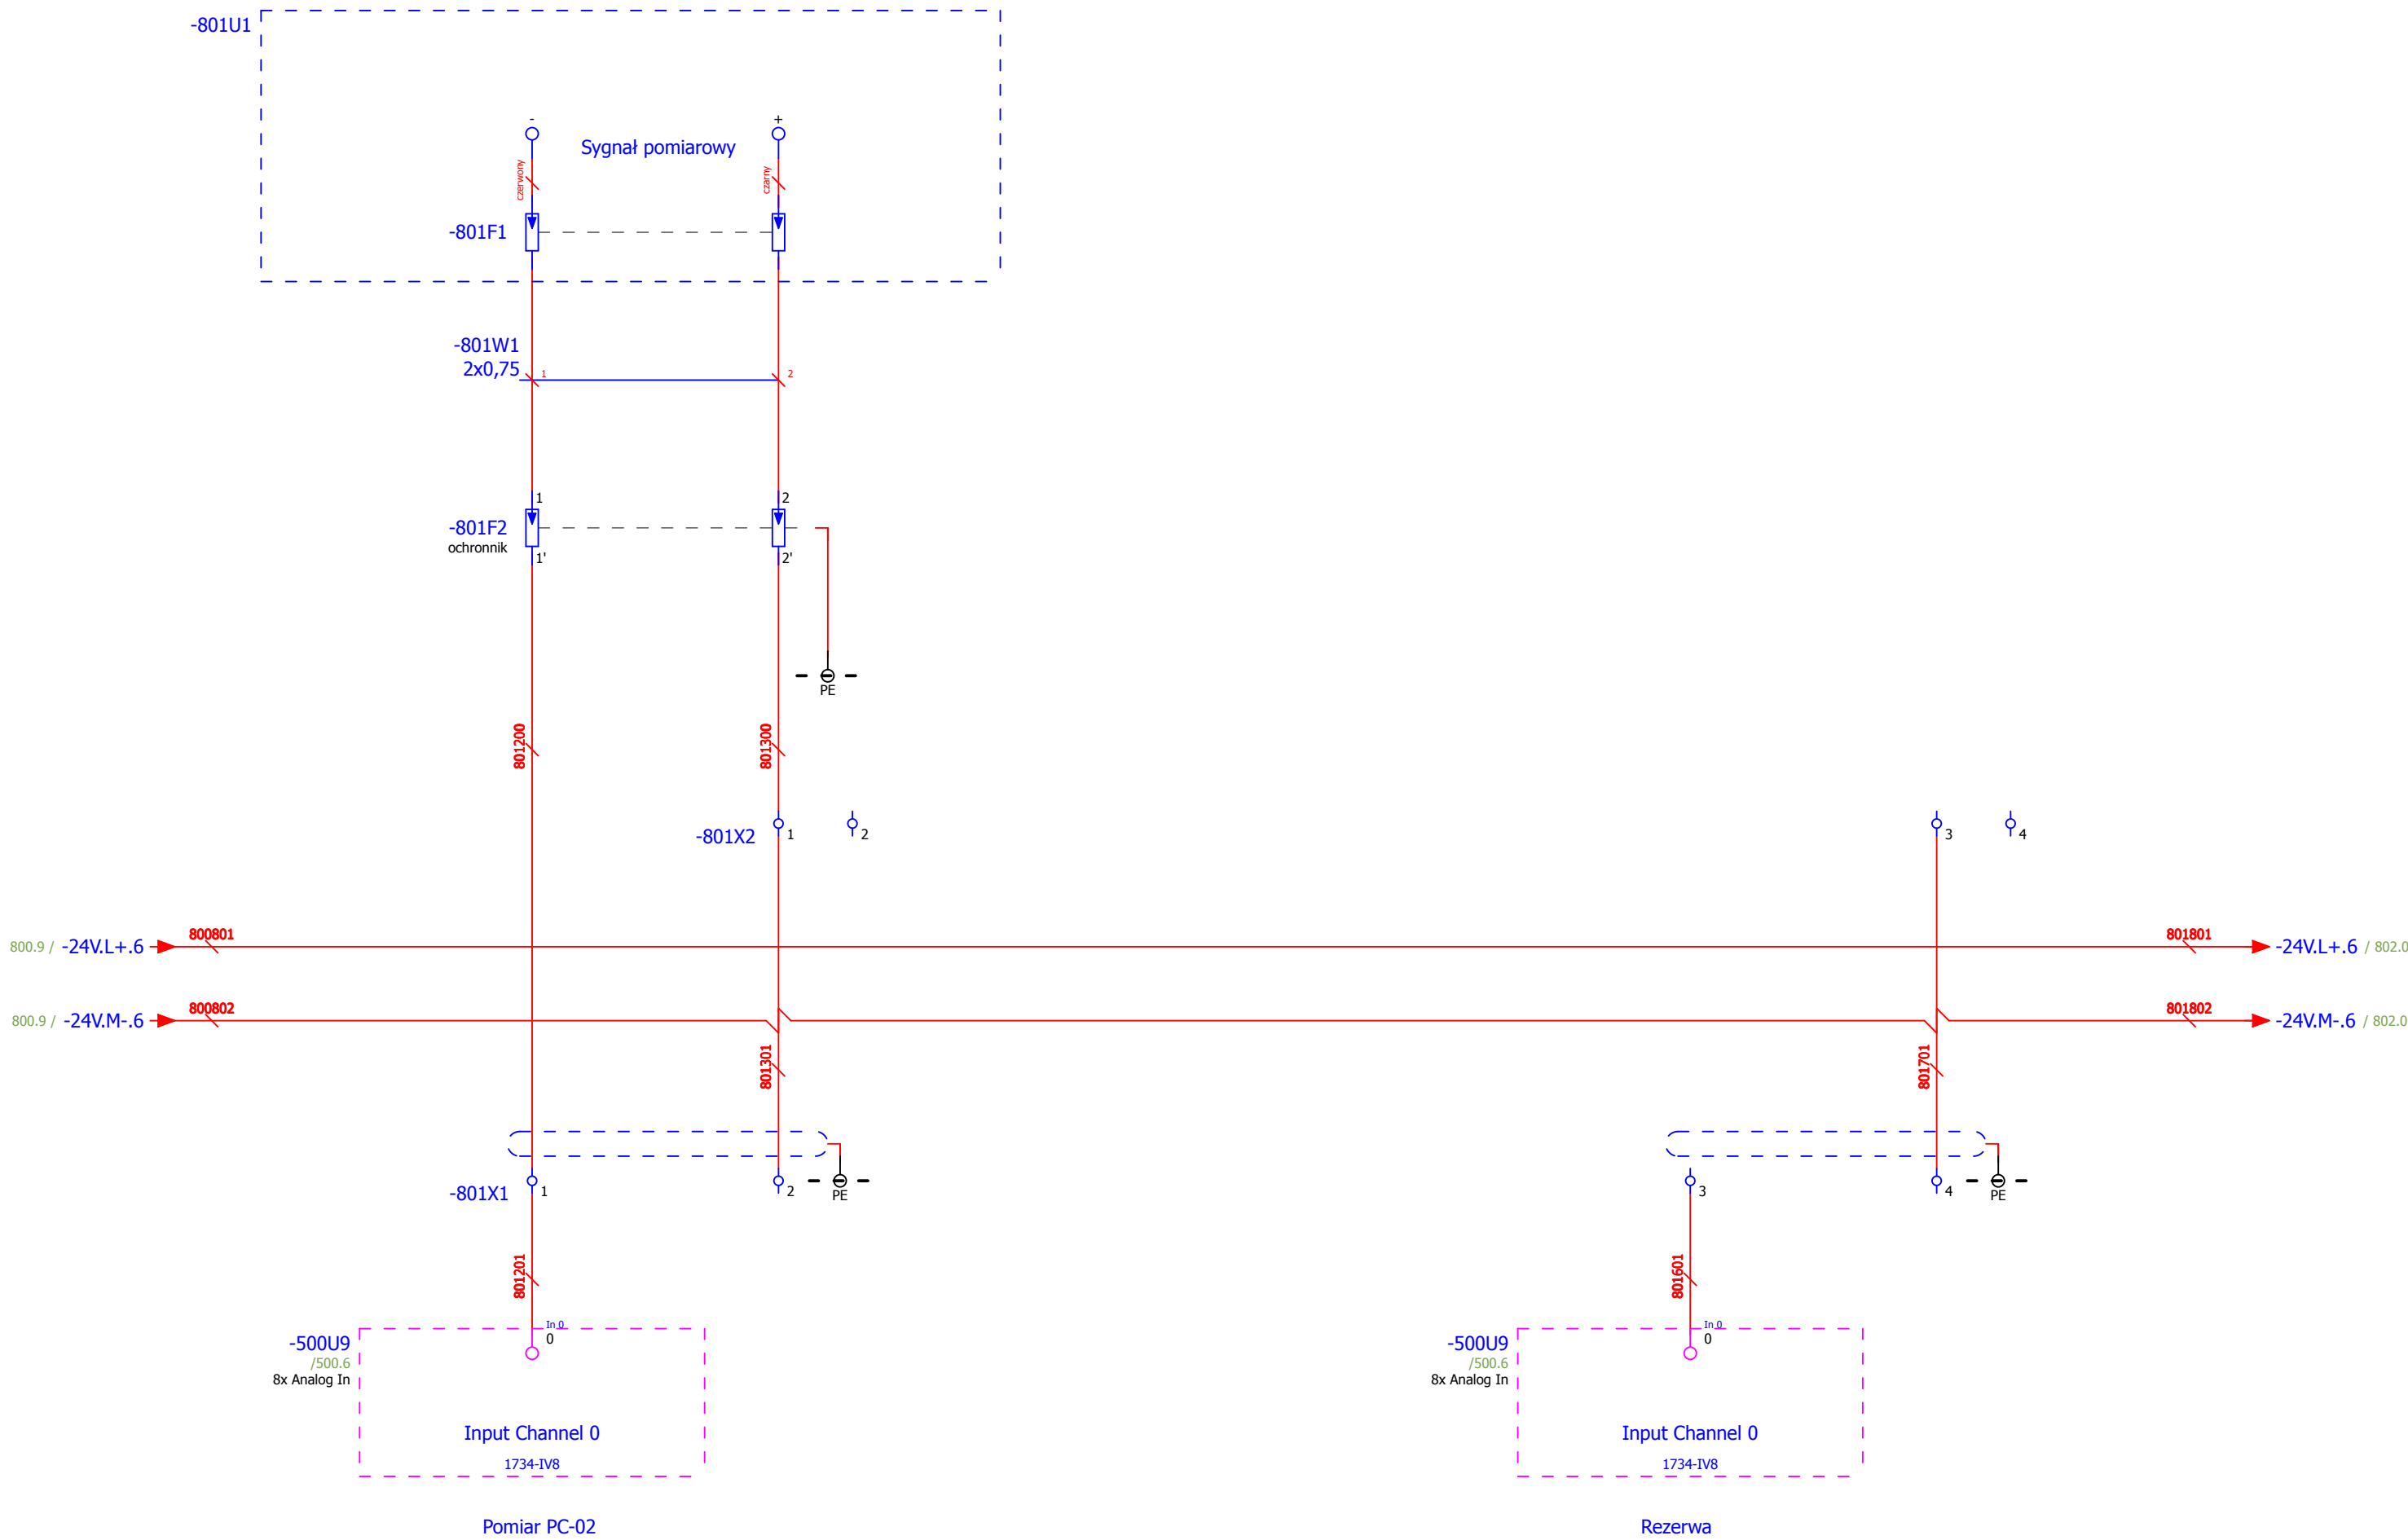 -801U1
-
+
Sygnał pomiarowy
czerwony
czarny
-801F1
-801W1
2x0,75
1
2
1
2
-801F2
ochronnik
1'
2'
PE
801200
801300
-801X2
1
2
3
4
800.9 / -24V.L+.6
800801
801801
-24V.L+.6 / 802.0
800.9 / -24V.M-.6
800802
801802
-24V.M-.6 / 802.0
801301
801701
-801X1
1
2
PE
3
4
PE
801201
801601
-500U9
/500.6
8x Analog In
In 0
0
Input Channel 0
1734-IV8
-500U9
/500.6
8x Analog In
In 0
0
Input Channel 0
1734-IV8
Pomiar PC-02
Rezerwa